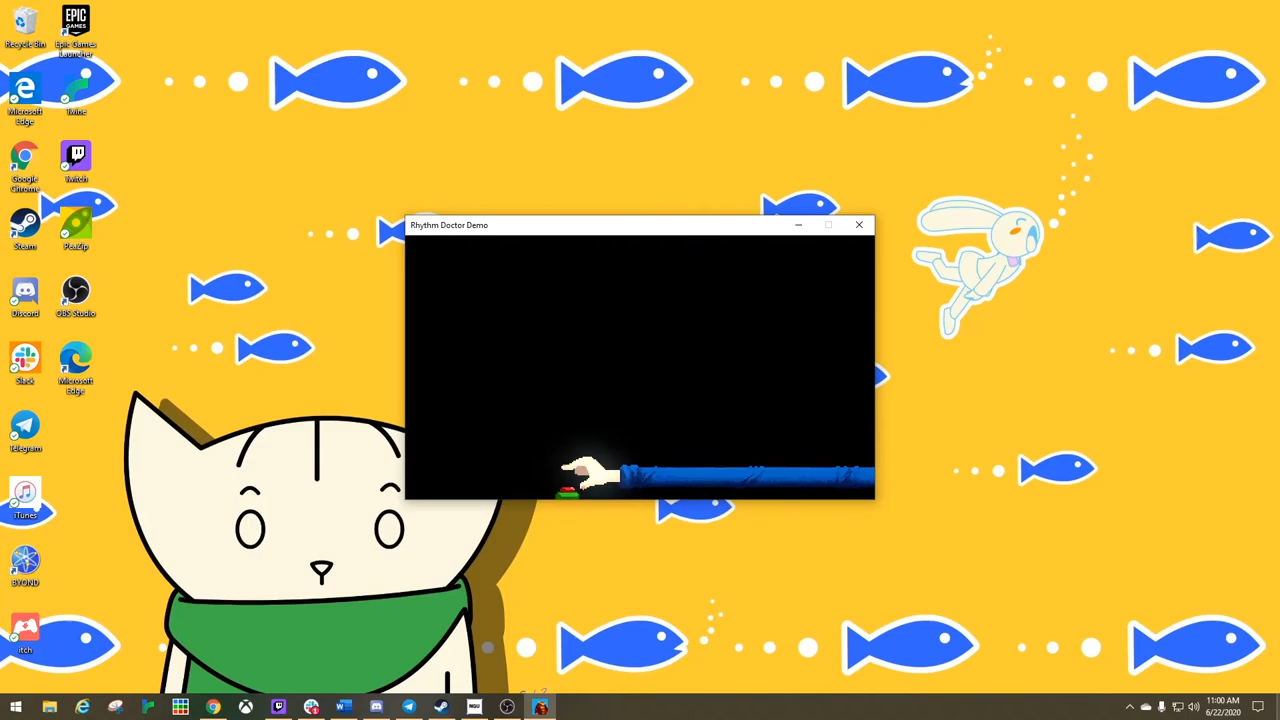 Recycle Bin
EPIC
GAMES
Epic Games
Launcher
Microsoft
Edge
Twine
Google
Chrome
Twitch
Steam
PeaZip
Discord
OBS Studio
Slack
Microsoft
Edge
Telegram
iTunes
BYOND
itch
Rhythm Doctor Demo
NGU
11:00 AM
6/22/2020